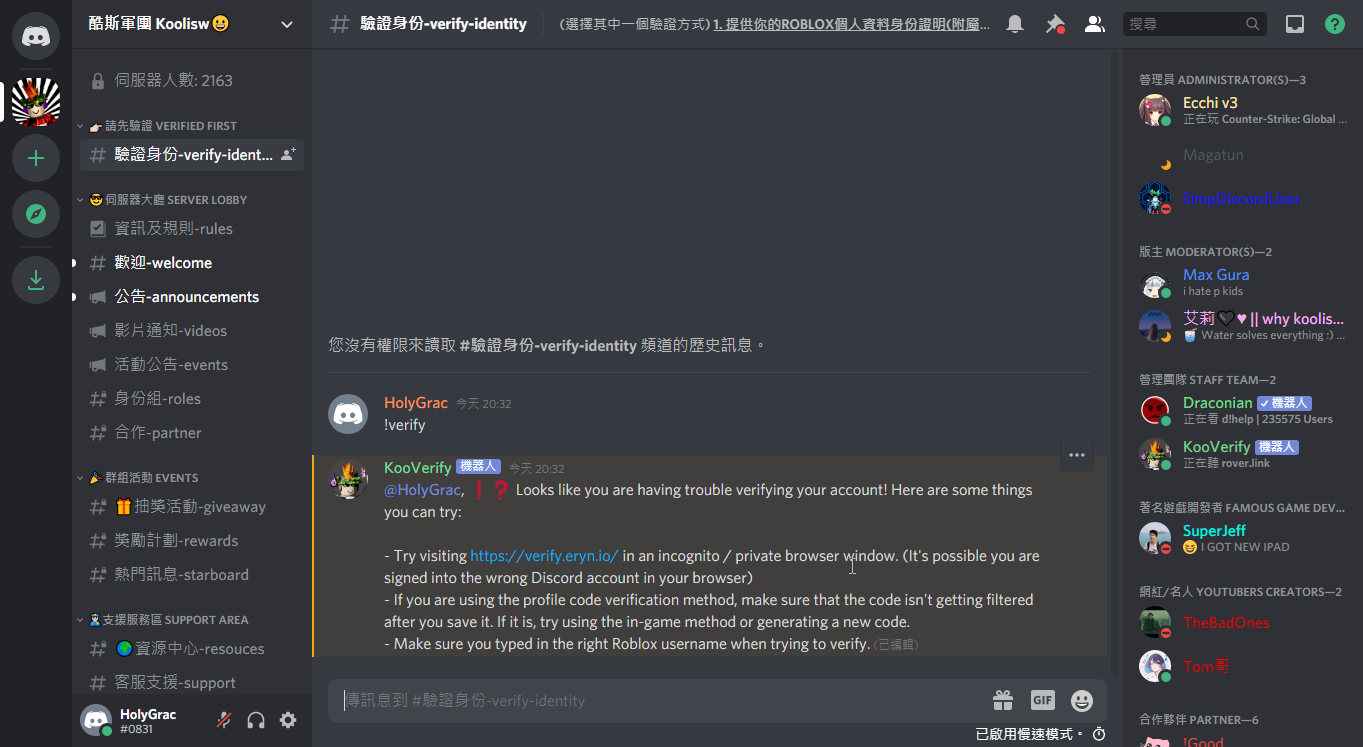 酷斯軍團 Koolisw😀
驗證身份-verify-identity
(選擇其中一個驗證方式) 1. 提供你的ROBLOX個人資料身份證明(附屬...
搜尋
伺服器人數: 2163
👉🏻請先驗證 VERIFIED FIRST
驗證身份-verify-ident...
😎伺服器大廳 SERVER LOBBY
資訊及規則-rules
歡迎-welcome
公告-announcements
影片通知-videos
活動公告-events
身份組-roles
合作-partner
🎉群組活動 EVENTS
🎁抽獎活動-giveaway
獎勵計劃-rewards
熱門訊息-starboard
支援服務區 SUPPORT AREA
🌍資源中心-resouces
客服支援-support
HolyGrac
#0831
您沒有權限來讀取 #驗證身份-verify-identity 頻道的歷史訊息。
HolyGrac 今天 20:32
!verify
KooVerify 機器人 今天 20:32
@HolyGrac, ❗❓ Looks like you are having trouble verifying your account! Here are some things
you can try:
- Try visiting https://verify.eryn.io/ in an incognito / private browser window. (It's possible you are
signed into the wrong Discord account in your browser)
- If you are using the profile code verification method, make sure that the code isn't getting filtered
after you save it. If it is, try using the in-game method or generating a new code.
- Make sure you typed in the right Roblox username when trying to verify. (已編輯)
傳訊息到 #驗證身份-verify-identity
GIF
已啟用慢速模式。
管理員 ADMINISTRATOR(S)—3
Ecchi v3
正在玩 Counter-Strike: Global ...
Magatun
SimpDiscordUser
版主 MODERATOR(S)—2
Max Gura
i hate p kids
艾莉🖤♥ || why koolis...
🥤 Water solves everything :) ...
管理團隊 STAFF TEAM—2
Draconian ✓ 機器人
正在看 d!help | 235575 Users
KooVerify 機器人
正在聽 rover.link
著名遊戲開發者 FAMOUS GAME DEV...
SuperJeff
😆 I GOT NEW IPAD
網紅/名人 YOUTUBERS CREATORS—2
TheBadOnes
Tom哥
合作夥伴 PARTNER—6
!Good